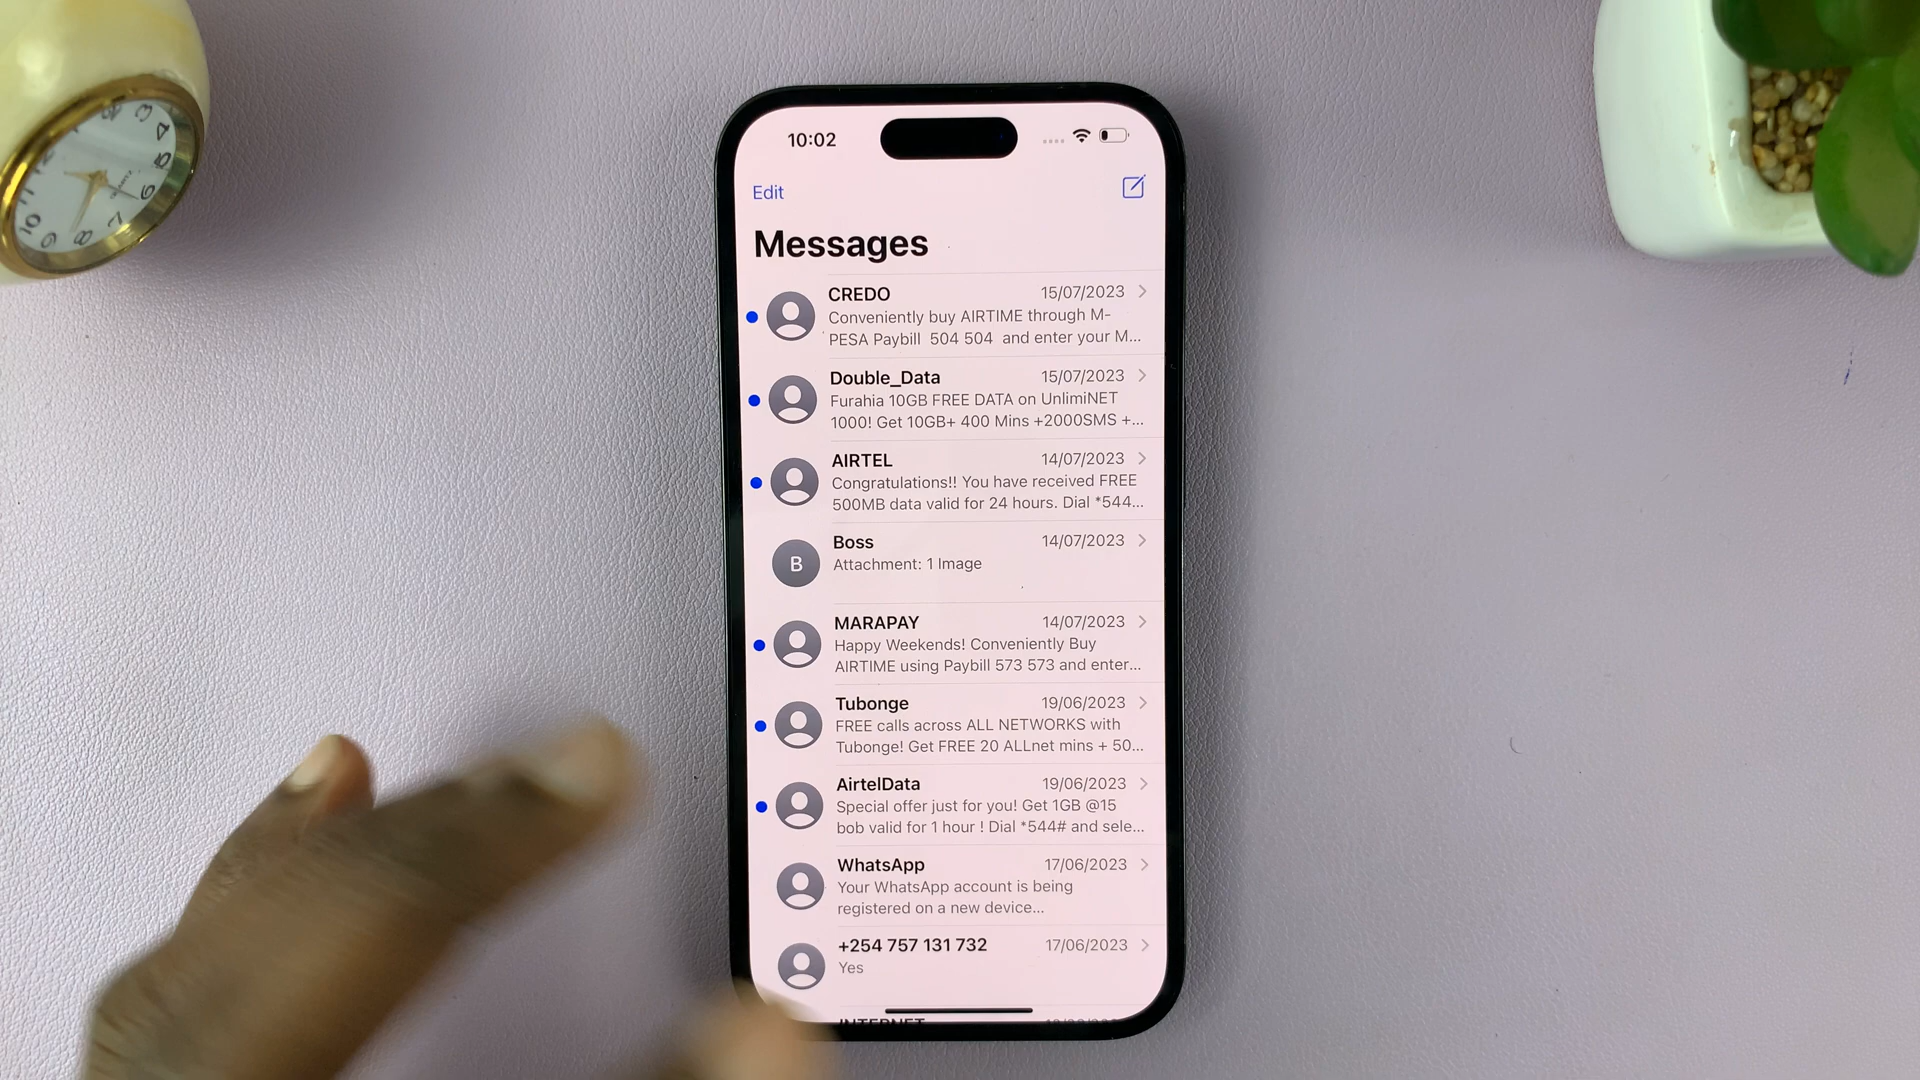 10:02
Edit
Messages
CREDO 15/07/2023
Conveniently buy AIRTIME through M-
PESA Paybill 504 504 and enter your M...
Double_Data 15/07/2023
Furahia 10GB FREE DATA on UnlimiNET
1000! Get 10GB+ 400 Mins +2000SMS +...
AIRTEL 14/07/2023
Congratulations!! You have received FREE
500MB data valid for 24 hours. Dial *544...
Boss 14/07/2023
B
Attachment: 1 Image
MARAPAY 14/07/2023
Happy Weekends! Conveniently Buy
AIRTIME using Paybill 573 573 and enter...
Tubonge 19/06/2023
FREE calls across ALL NETWORKS with
Tubonge! Get FREE 20 ALLnet mins + 50...
AirtelData 19/06/2023
Special offer just for you! Get 1GB @15
bob valid for 1 hour ! Dial *544# and sele...
WhatsApp 17/06/2023
Your WhatsApp account is being
registered on a new device...
+254 757 131 732 17/06/2023
Yes
INTERNET